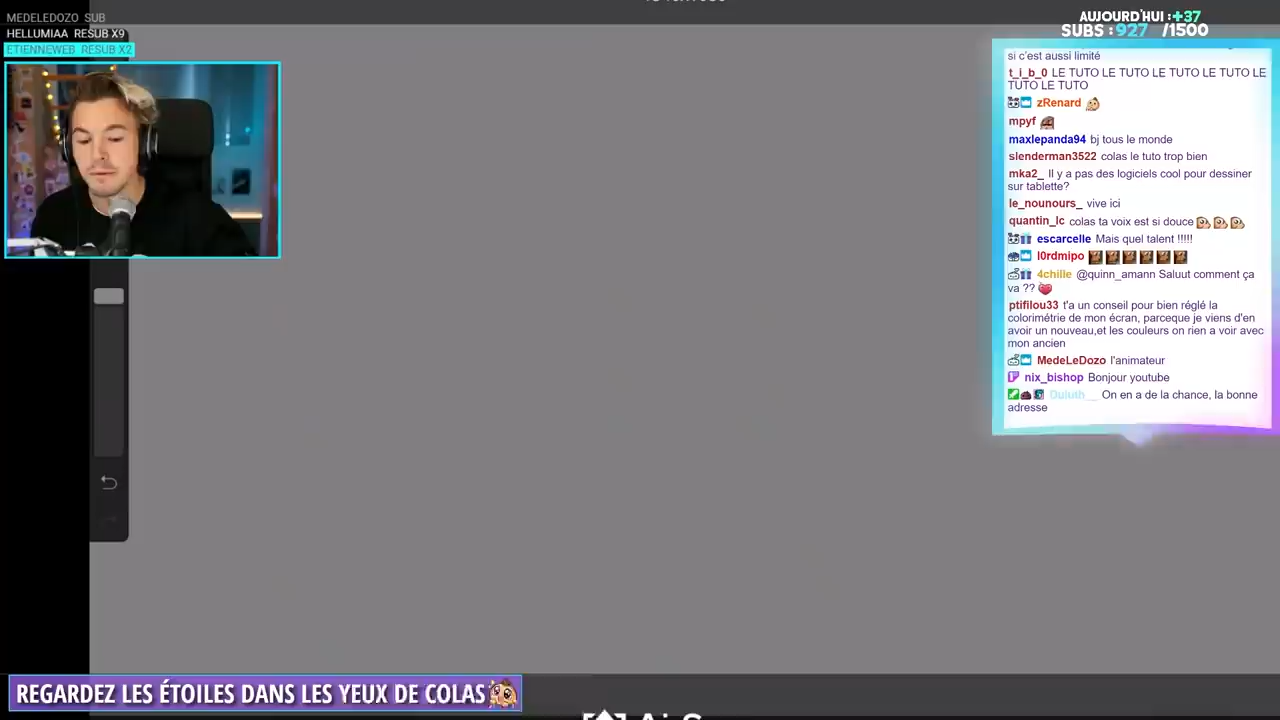 MEDELEDOZO SUB
HELLUMIAA RESUB X9
ETIENNEWEB RESUB X2
AUJOURD'HUI :+37
SUBS : 927 /1500
si c'est aussi limité
t_i_b_0 LE TUTO LE TUTO LE TUTO LE TUTO LE
TUTO LE TUTO
zRenard
mpyf
maxlepanda94 bj tous le monde
slenderman3522 colas le tuto trop bien
mka2_ Il y a pas des logiciels cool pour dessiner
sur tablette?
le_nounours_ vive ici
quantin_lc colas ta voix est si douce
escarcelle Mais quel talent !!!!!
l0rdmipo
4chille @quinn_amann Saluut comment ça
va ??
ptifilou33 t'a un conseil pour bien réglé la
colorimétrie de mon écran, parceque je viens d'en
avoir un nouveau,et les couleurs on rien a voir avec
mon ancien
MedeLeDozo l'animateur
nix_bishop Bonjour youtube
On en a de la chance, la bonne
adresse
REGARDEZ LES ÉTOILES DANS LES YEUX DE COLAS